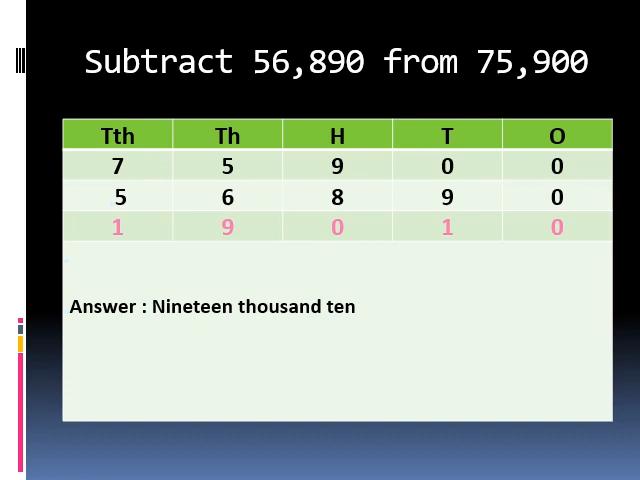 Subtract 56,890 from 75,900
Tth Th H T O
7 5 9 0 0
5 6 8 9 0
1 9 0 1 0
Answer : Nineteen thousand ten